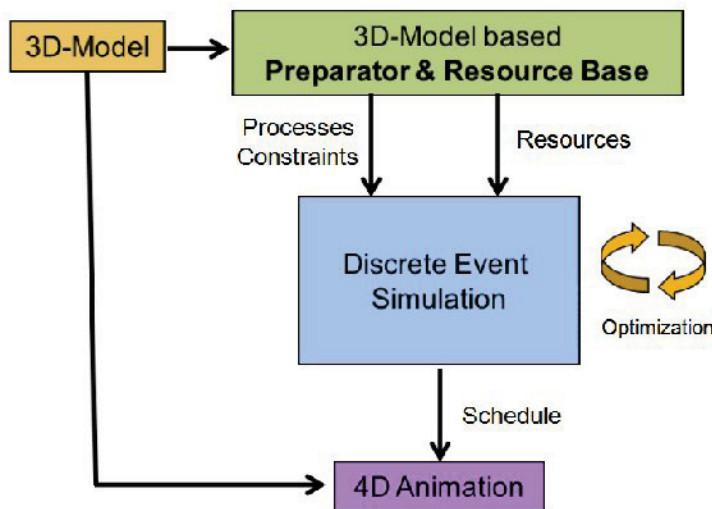 3D-Model
3D-Model based
Preparator & Resource Base
Processes
Constraints
Resources
Discrete Event
Simulation
Optimization
Schedule
4D Animation